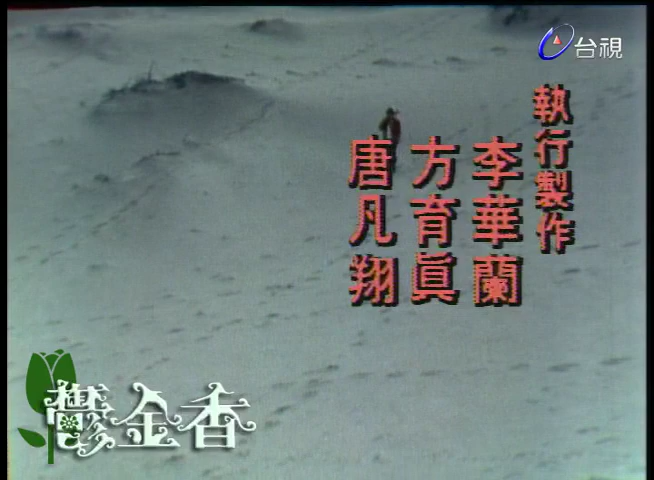 台視
執行製作
李華蘭
方育眞
唐凡翔
鬱金香